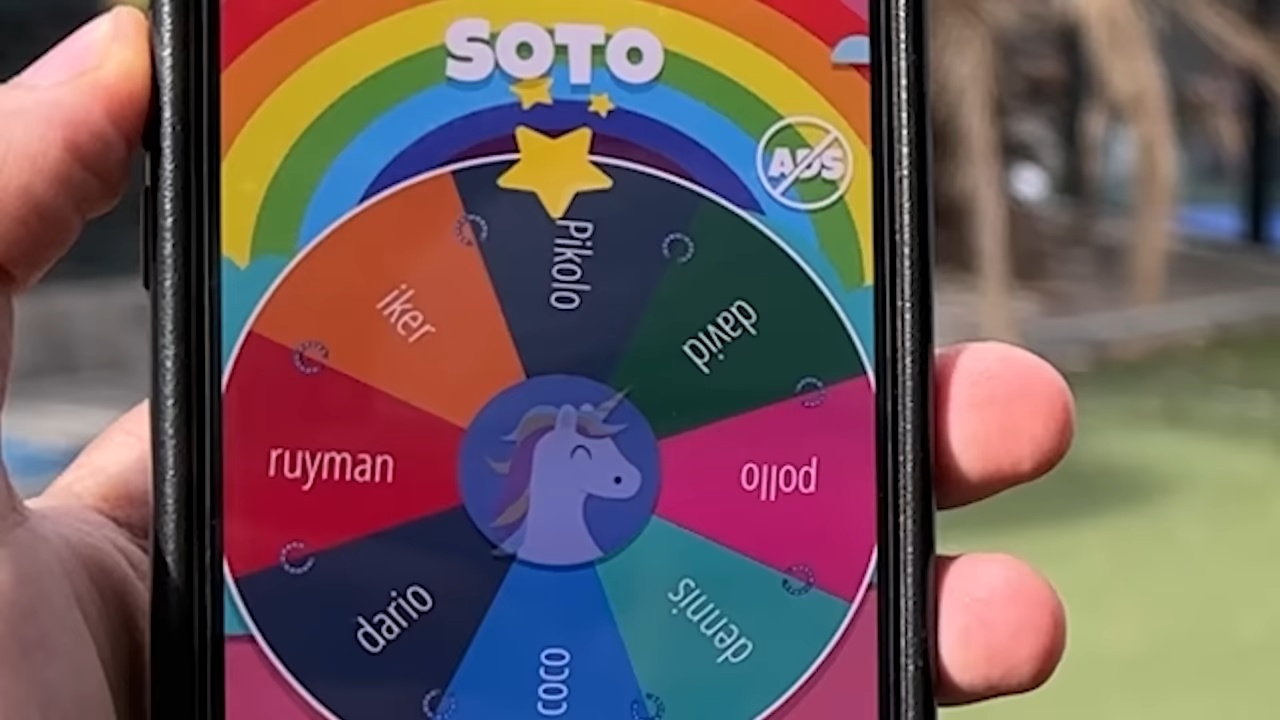 SOTO
ADS
Pikolo
david
pollo
dennis
coco
dario
ruyman
iker